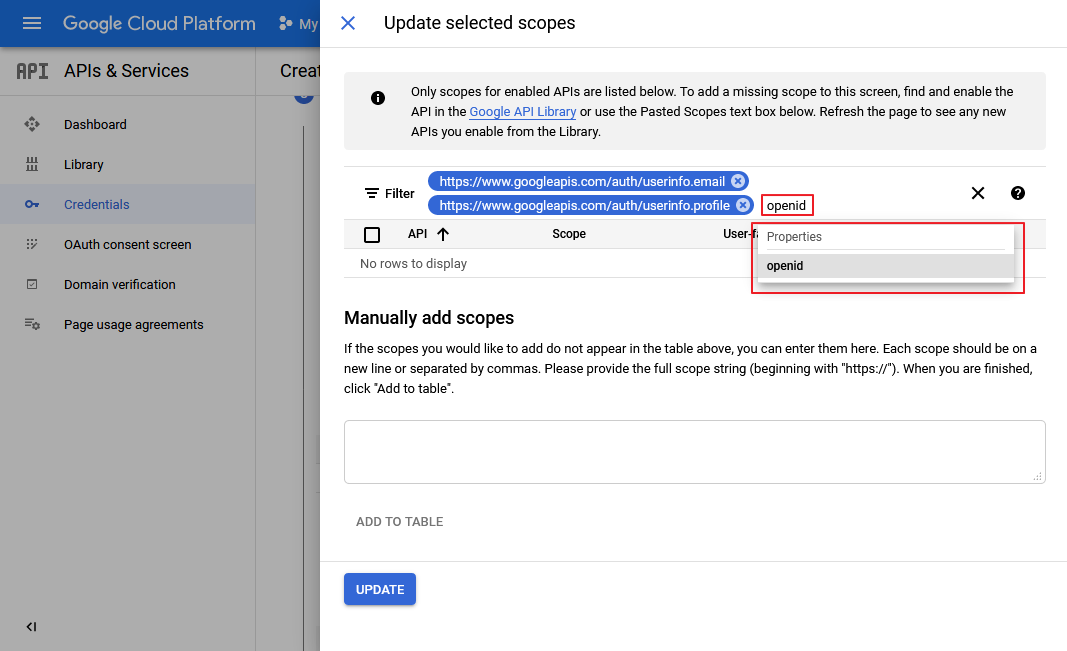 Google Cloud Platform
My
Update selected scopes
API APIs & Services
Creat
Dashboard
Library
Credentials
OAuth consent screen
Domain verification
Page usage agreements
Only scopes for enabled APIs are listed below. To add a missing scope to this screen, find and enable the
API in the Google API Library or use the Pasted Scopes text box below. Refresh the page to see any new
APIs you enable from the Library.
Filter
https://www.googleapis.com/auth/userinfo.email
https://www.googleapis.com/auth/userinfo.profile
openid
API Scope User-fa
Properties
openid
No rows to display
Manually add scopes
If the scopes you would like to add do not appear in the table above, you can enter them here. Each scope should be on a
new line or separated by commas. Please provide the full scope string (beginning with "https://"). When you are finished,
click "Add to table".
ADD TO TABLE
UPDATE